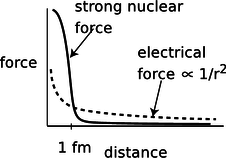 strong nuclear
force
electrical
force ∝ 1/r²
force
1 fm
distance